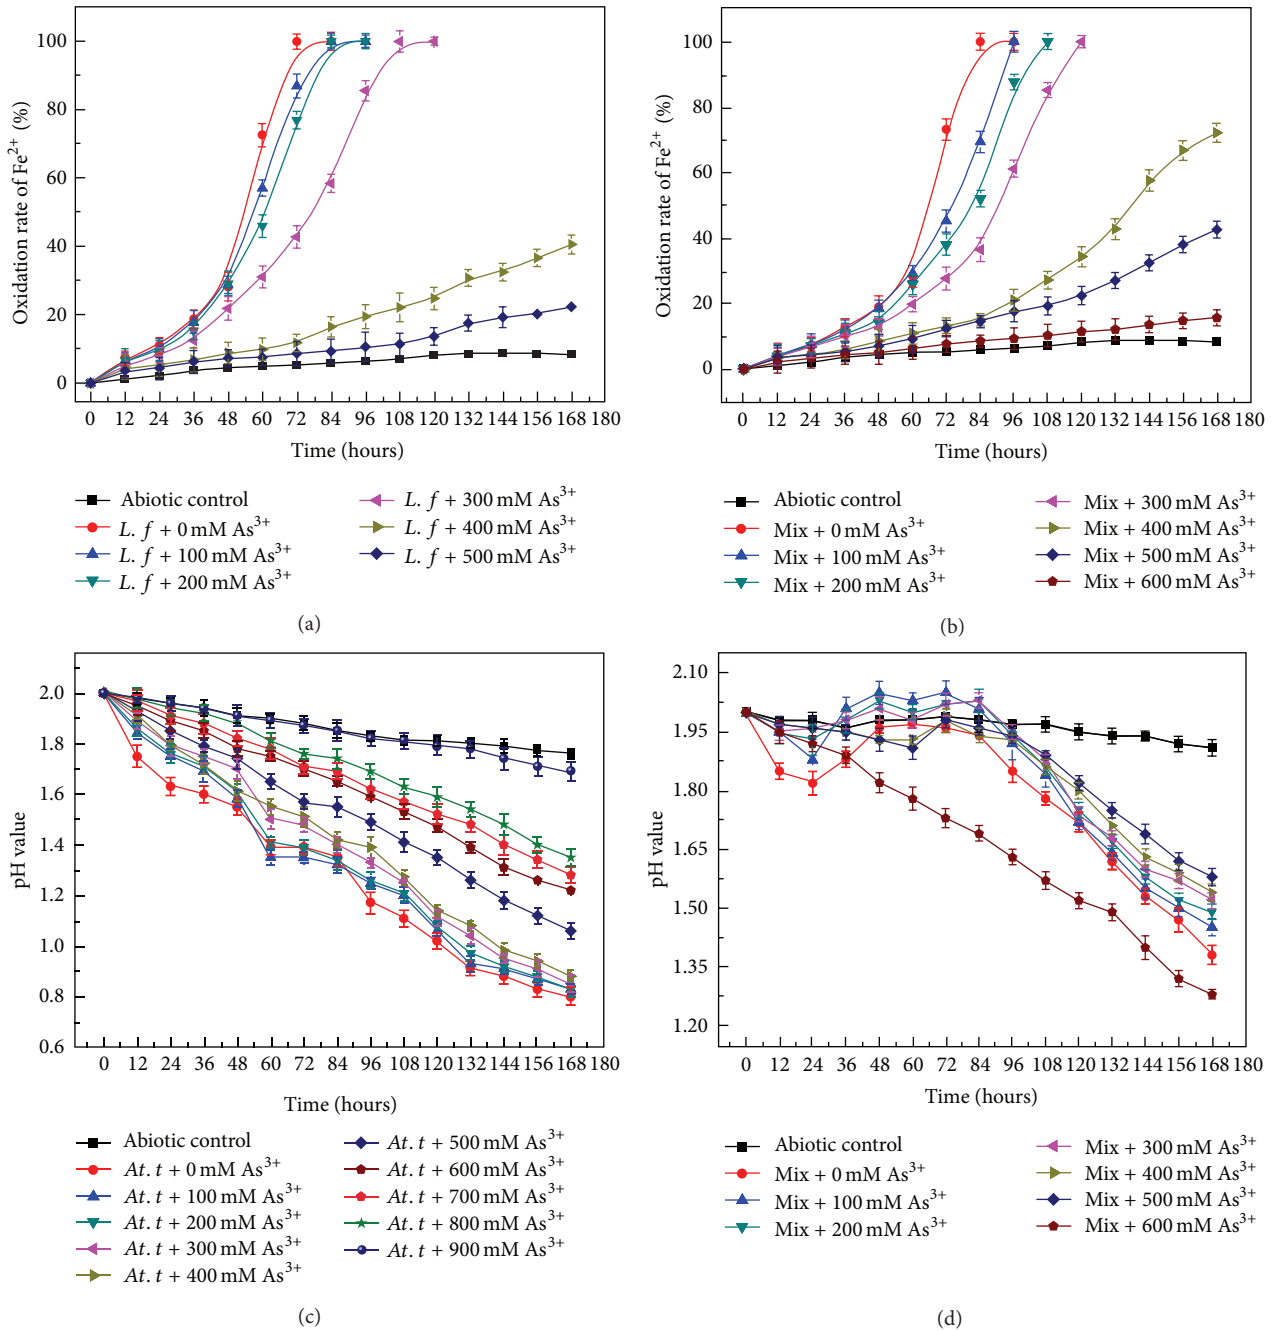 Oxidation rate of Fe²⁺ (%)
100
80
60
40
20
0
0 12 24 36 48 60 72 84 96 108 120 132 144 156 168 180
Time (hours)
Abiotic control
L. f + 0 mM As³⁺
L. f + 100 mM As³⁺
L. f + 200 mM As³⁺
L. f + 300 mM As³⁺
L. f + 400 mM As³⁺
L. f + 500 mM As³⁺
(a)
Oxidation rate of Fe²⁺ (%)
100
80
60
40
20
0
0 12 24 36 48 60 72 84 96 108 120 132 144 156 168 180
Time (hours)
Abiotic control
Mix + 0 mM As³⁺
Mix + 100 mM As³⁺
Mix + 200 mM As³⁺
Mix + 300 mM As³⁺
Mix + 400 mM As³⁺
Mix + 500 mM As³⁺
Mix + 600 mM As³⁺
(b)
pH value
2.0
1.8
1.6
1.4
1.2
1.0
0.8
0.6
0 12 24 36 48 60 72 84 96 108 120 132 144 156 168 180
Time (hours)
Abiotic control
At. t + 0 mM As³⁺
At. t + 100 mM As³⁺
At. t + 200 mM As³⁺
At. t + 300 mM As³⁺
At. t + 400 mM As³⁺
At. t + 500 mM As³⁺
At. t + 600 mM As³⁺
At. t + 700 mM As³⁺
At. t + 800 mM As³⁺
At. t + 900 mM As³⁺
(c)
pH value
2.10
1.95
1.80
1.65
1.50
1.35
1.20
0 12 24 36 48 60 72 84 96 108 120 132 144 156 168 180
Time (hours)
Abiotic control
Mix + 0 mM As³⁺
Mix + 100 mM As³⁺
Mix + 200 mM As³⁺
Mix + 300 mM As³⁺
Mix + 400 mM As³⁺
Mix + 500 mM As³⁺
Mix + 600 mM As³⁺
(d)